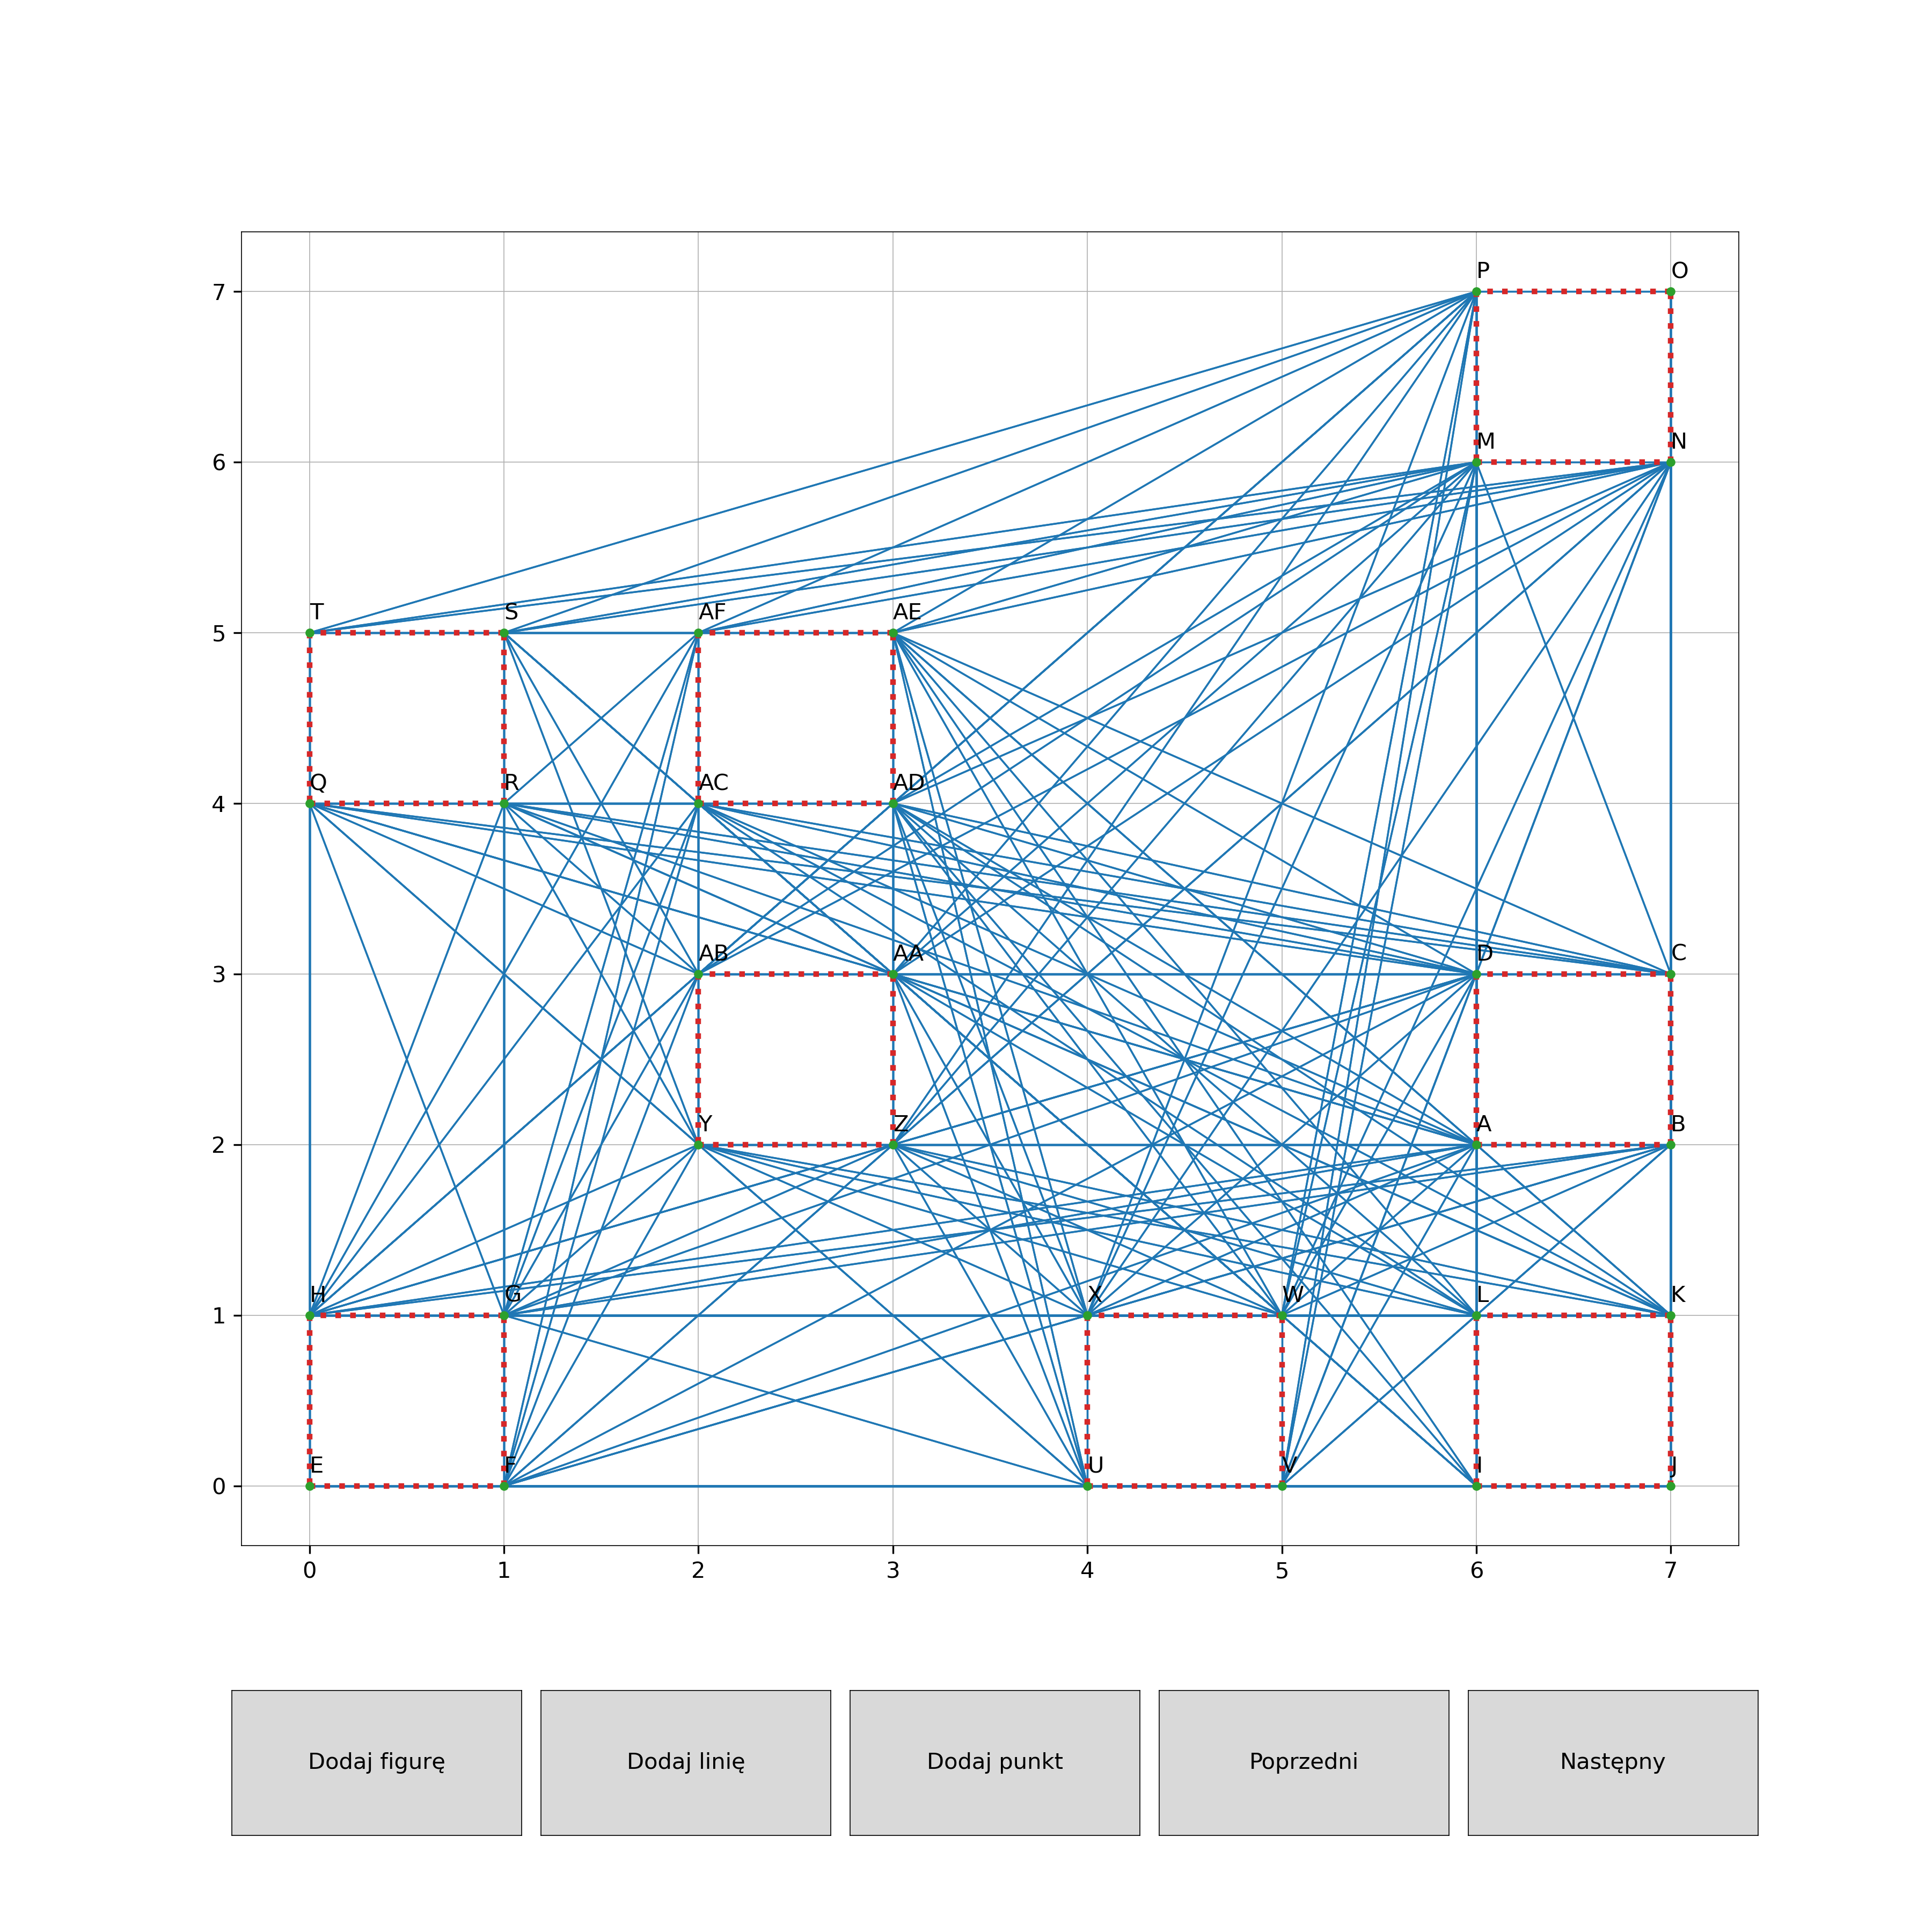 P O
7
M N
6
T S AF AE
5
Q R AC AD
4
AB AA D C
3
Y Z A B
2
H G X W L K
1
E F U V I J
0
0 1 2 3 4 5 6 7
Dodaj figurę Dodaj linię Dodaj punkt Poprzedni Następny